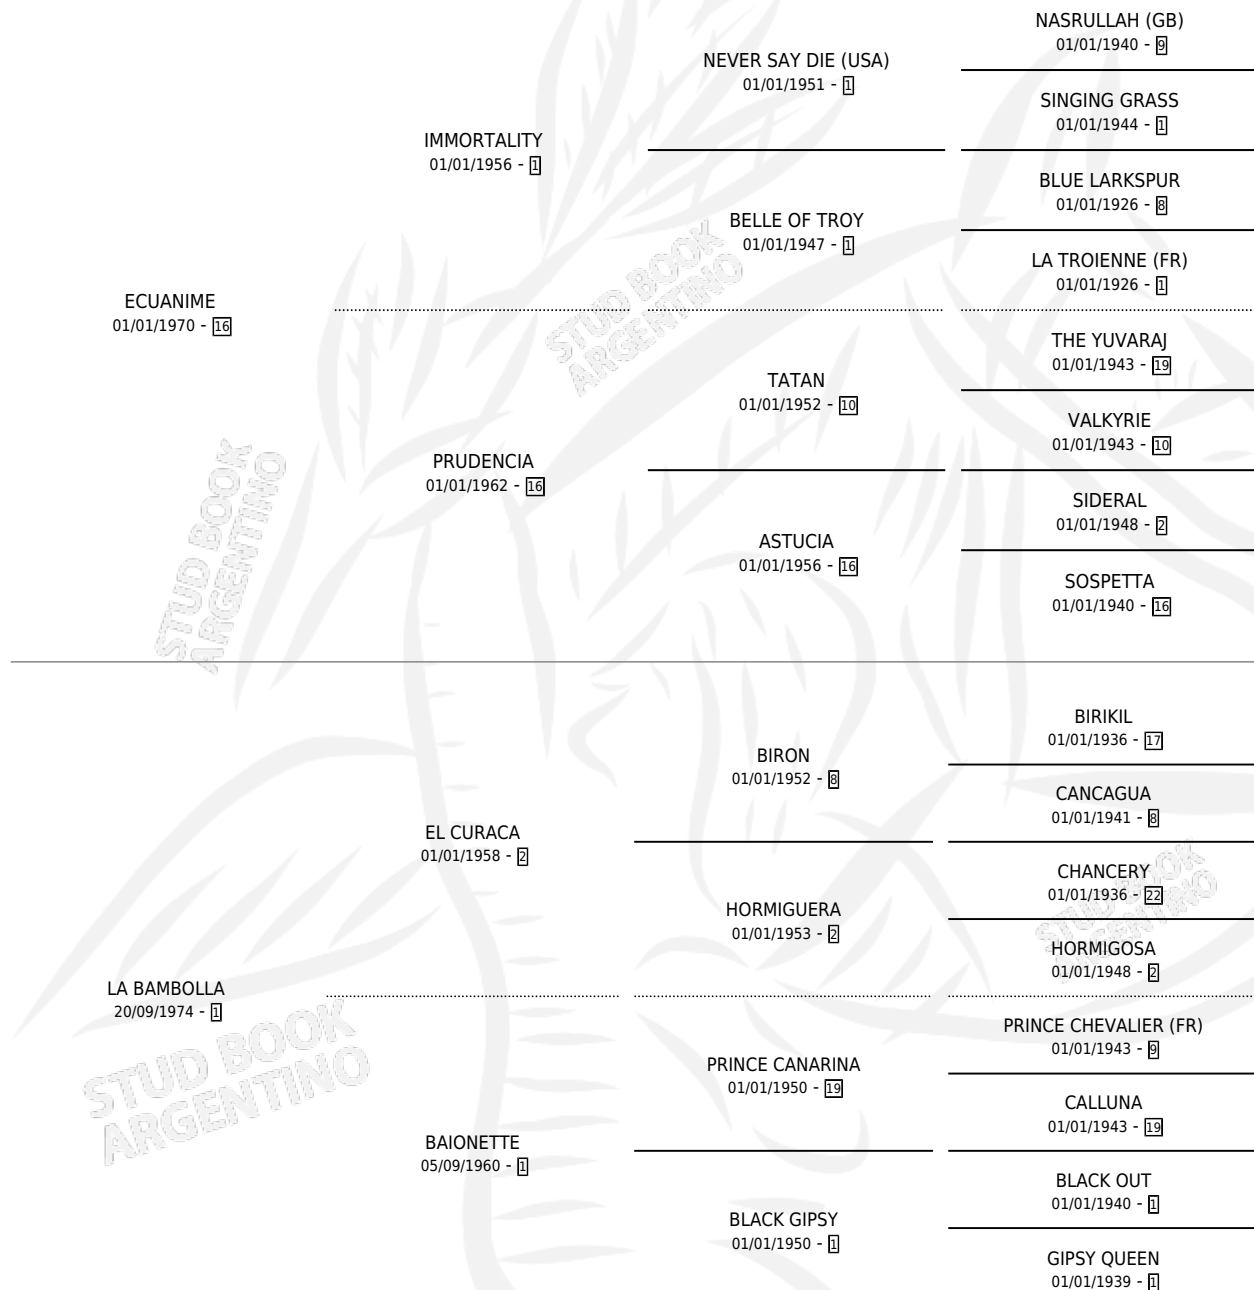 NASRULLAH (GB)
01/01/1940 - 9
NEVER SAY DIE (USA)
01/01/1951 - 1
SINGING GRASS
01/01/1944 - 1
IMMORTALITY
01/01/1956 - 1
BLUE LARKSPUR
01/01/1926 - 8
BELLE OF TROY
01/01/1947 - 1
LA TROIENNE (FR)
01/01/1926 - 1
ECUANIME
01/01/1970 - 16
THE YUVARAJ
01/01/1943 - 19
TATAN
01/01/1952 - 10
VALKYRIE
01/01/1943 - 10
PRUDENCIA
01/01/1962 - 16
SIDERAL
01/01/1948 - 2
ASTUCIA
01/01/1956 - 16
SOSPETTA
01/01/1940 - 16
BIRIKIL
01/01/1936 - 17
BIRON
01/01/1952 - 8
CANCAGUA
01/01/1941 - 8
EL CURACA
01/01/1958 - 2
CHANCERY
01/01/1936 - 22
HORMIGUERA
01/01/1953 - 2
HORMIGOSA
01/01/1948 - 2
LA BAMBOLLA
20/09/1974 - 1
PRINCE CHEVALIER (FR)
01/01/1943 - 9
PRINCE CANARINA
01/01/1950 - 19
CALLUNA
01/01/1943 - 19
BAIONETTE
05/09/1960 - 1
BLACK OUT
01/01/1940 - 1
BLACK GIPSY
01/01/1950 - 1
GIPSY QUEEN
01/01/1939 - 1
STUD BOOK
ARGENTINO
STUD BOOK
ARGENTINO
STUD BOOK
ARGENTINO
STUD BOOK
ARGENTINO